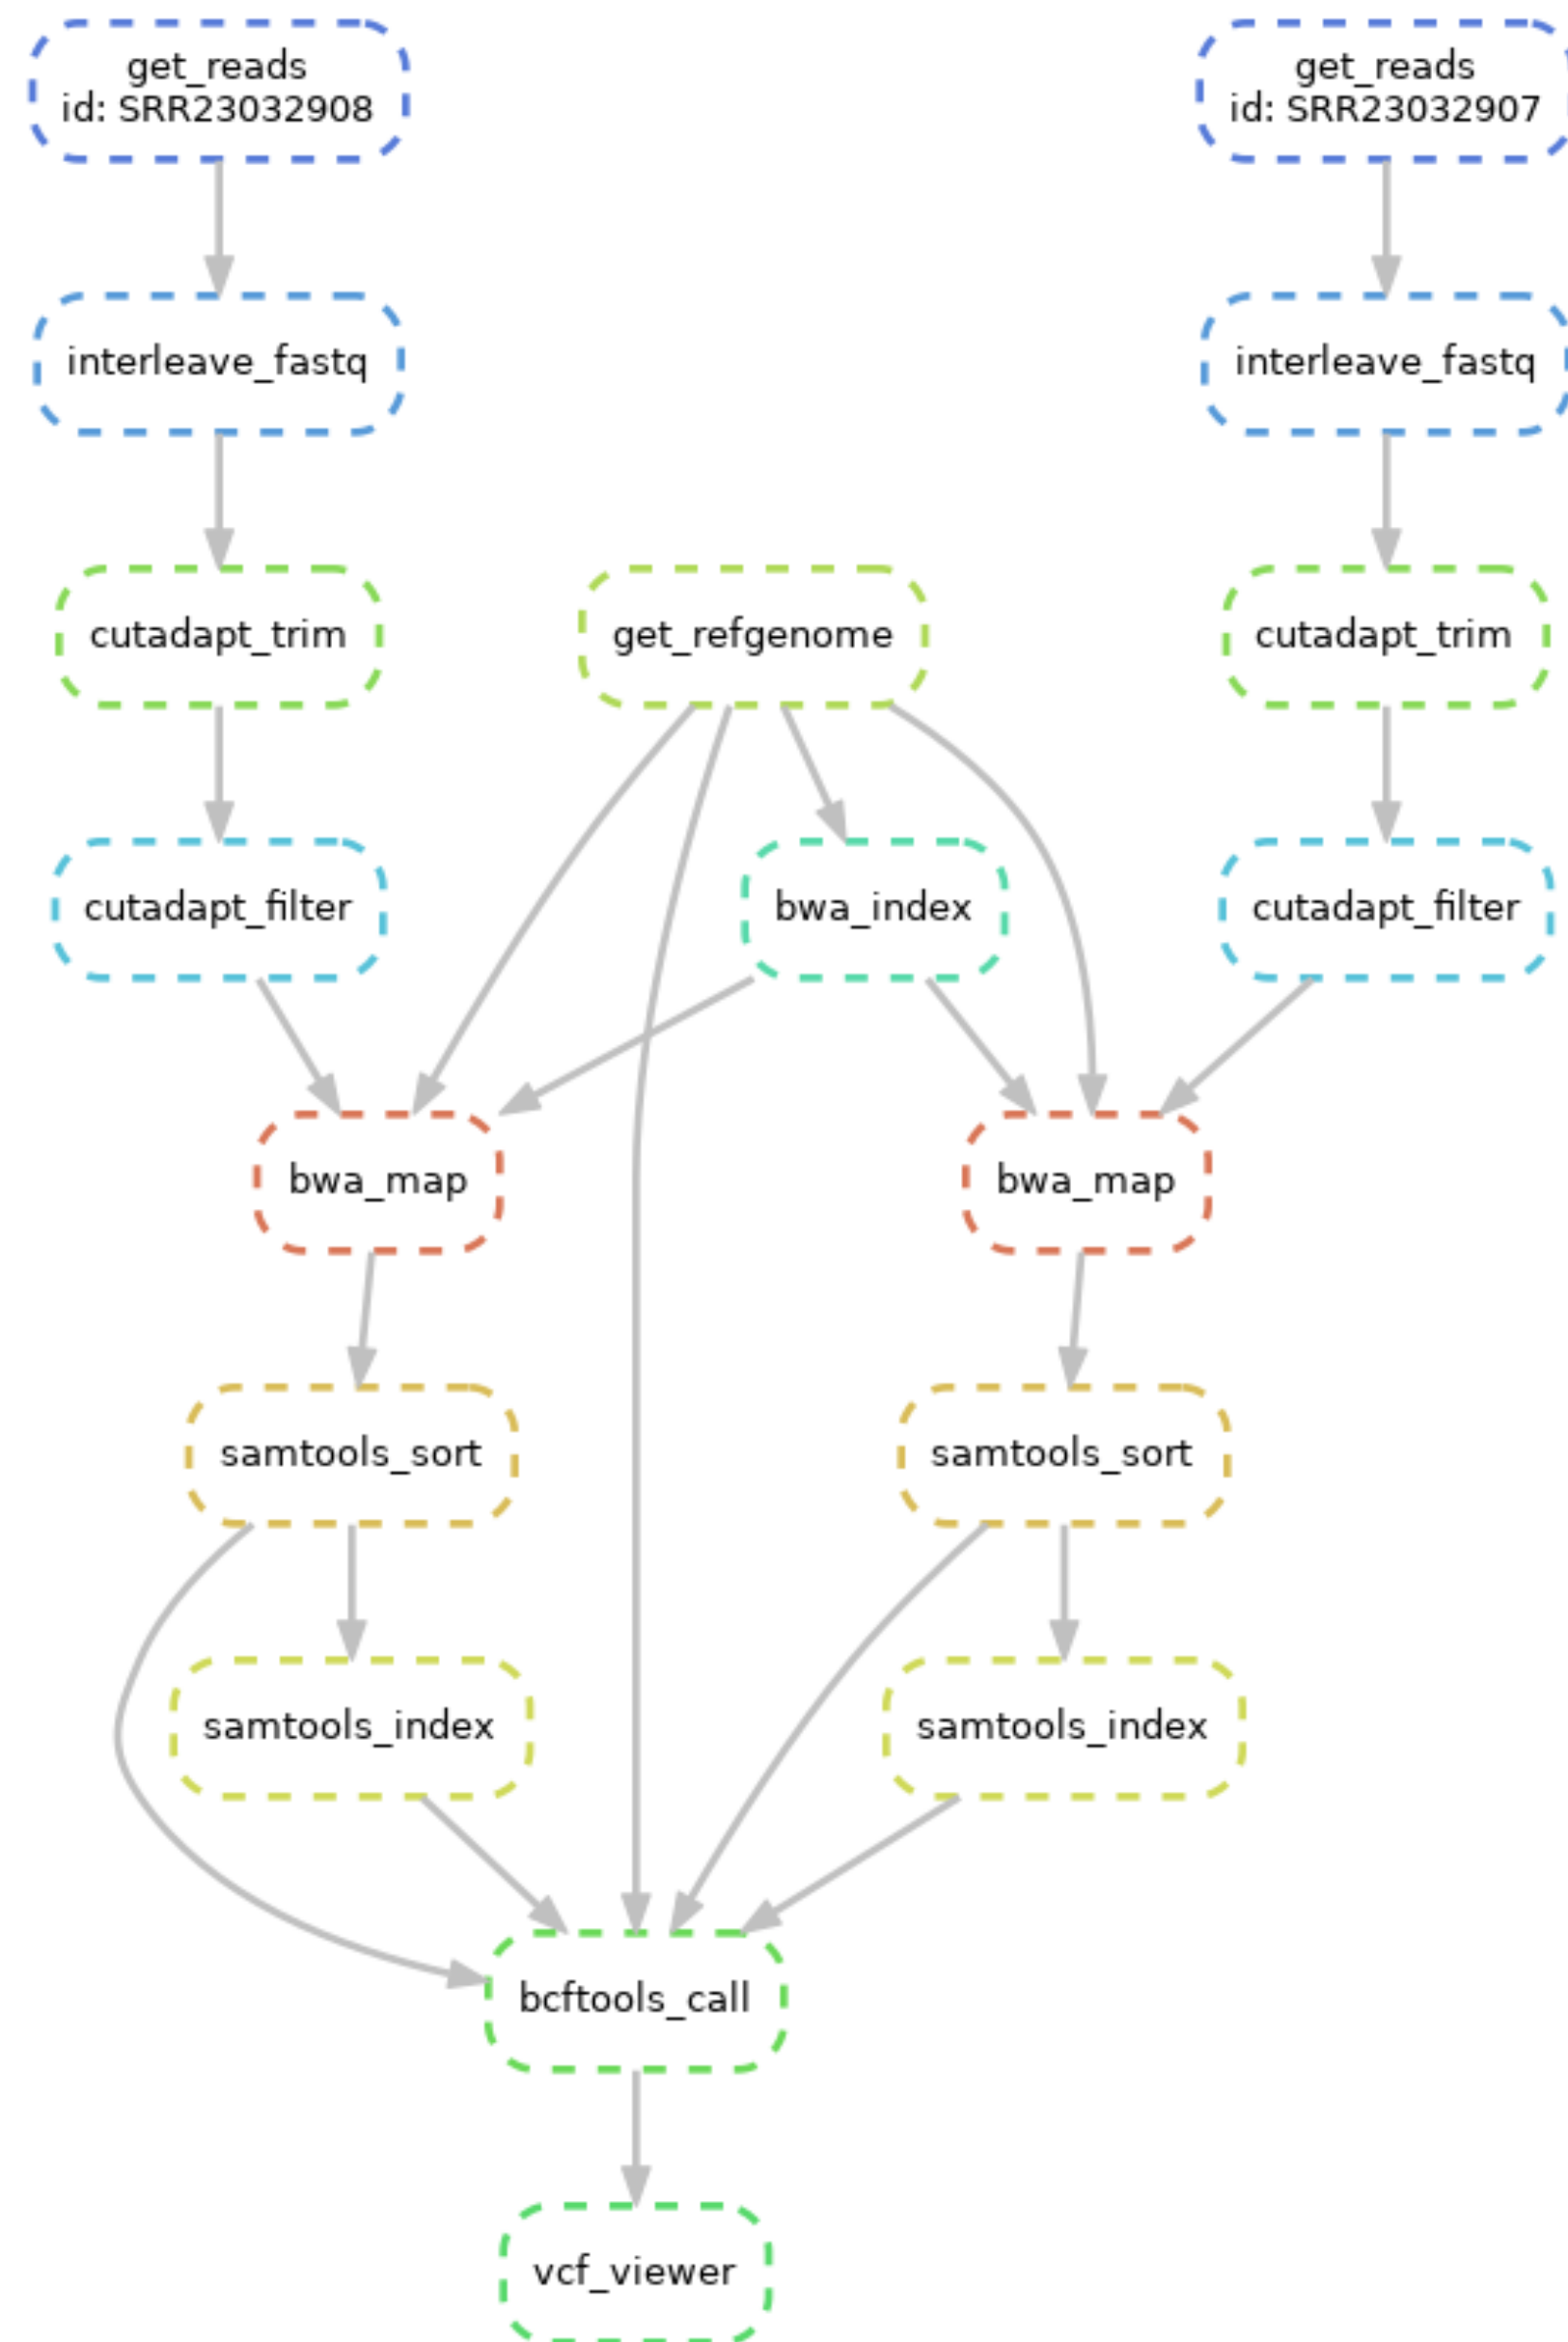 get_reads
id: SRR23032908
get_reads
id: SRR23032907
interleave_fastq
interleave_fastq
cutadapt_trim
get_refgenome
cutadapt_trim
cutadapt_filter
bwa_index
cutadapt_filter
bwa_map
bwa_map
samtools_sort
samtools_sort
samtools_index
samtools_index
bcftools_call
vcf_viewer